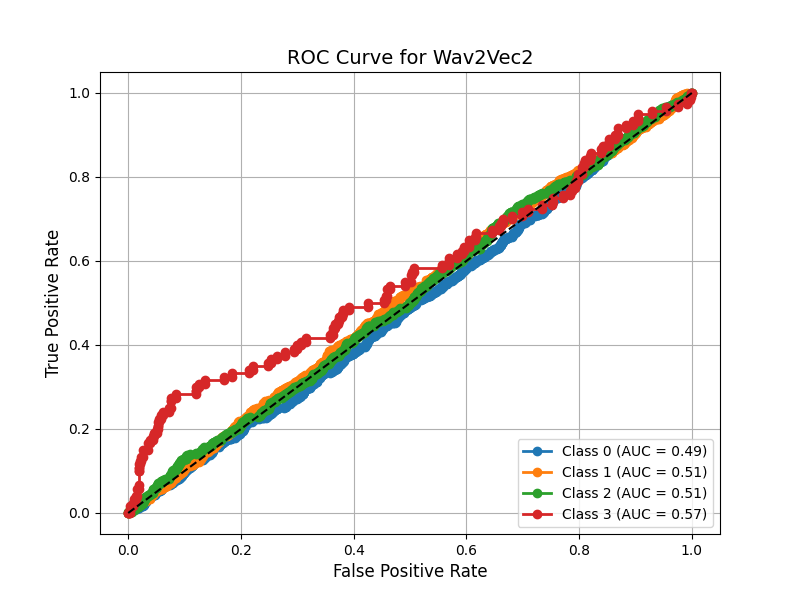 ROC Curve for Wav2Vec2
True Positive Rate
1.0
0.8
0.6
0.4
0.2
0.0
0.0 0.2 0.4 0.6 0.8 1.0
False Positive Rate
Class 0 (AUC = 0.49)
Class 1 (AUC = 0.51)
Class 2 (AUC = 0.51)
Class 3 (AUC = 0.57)